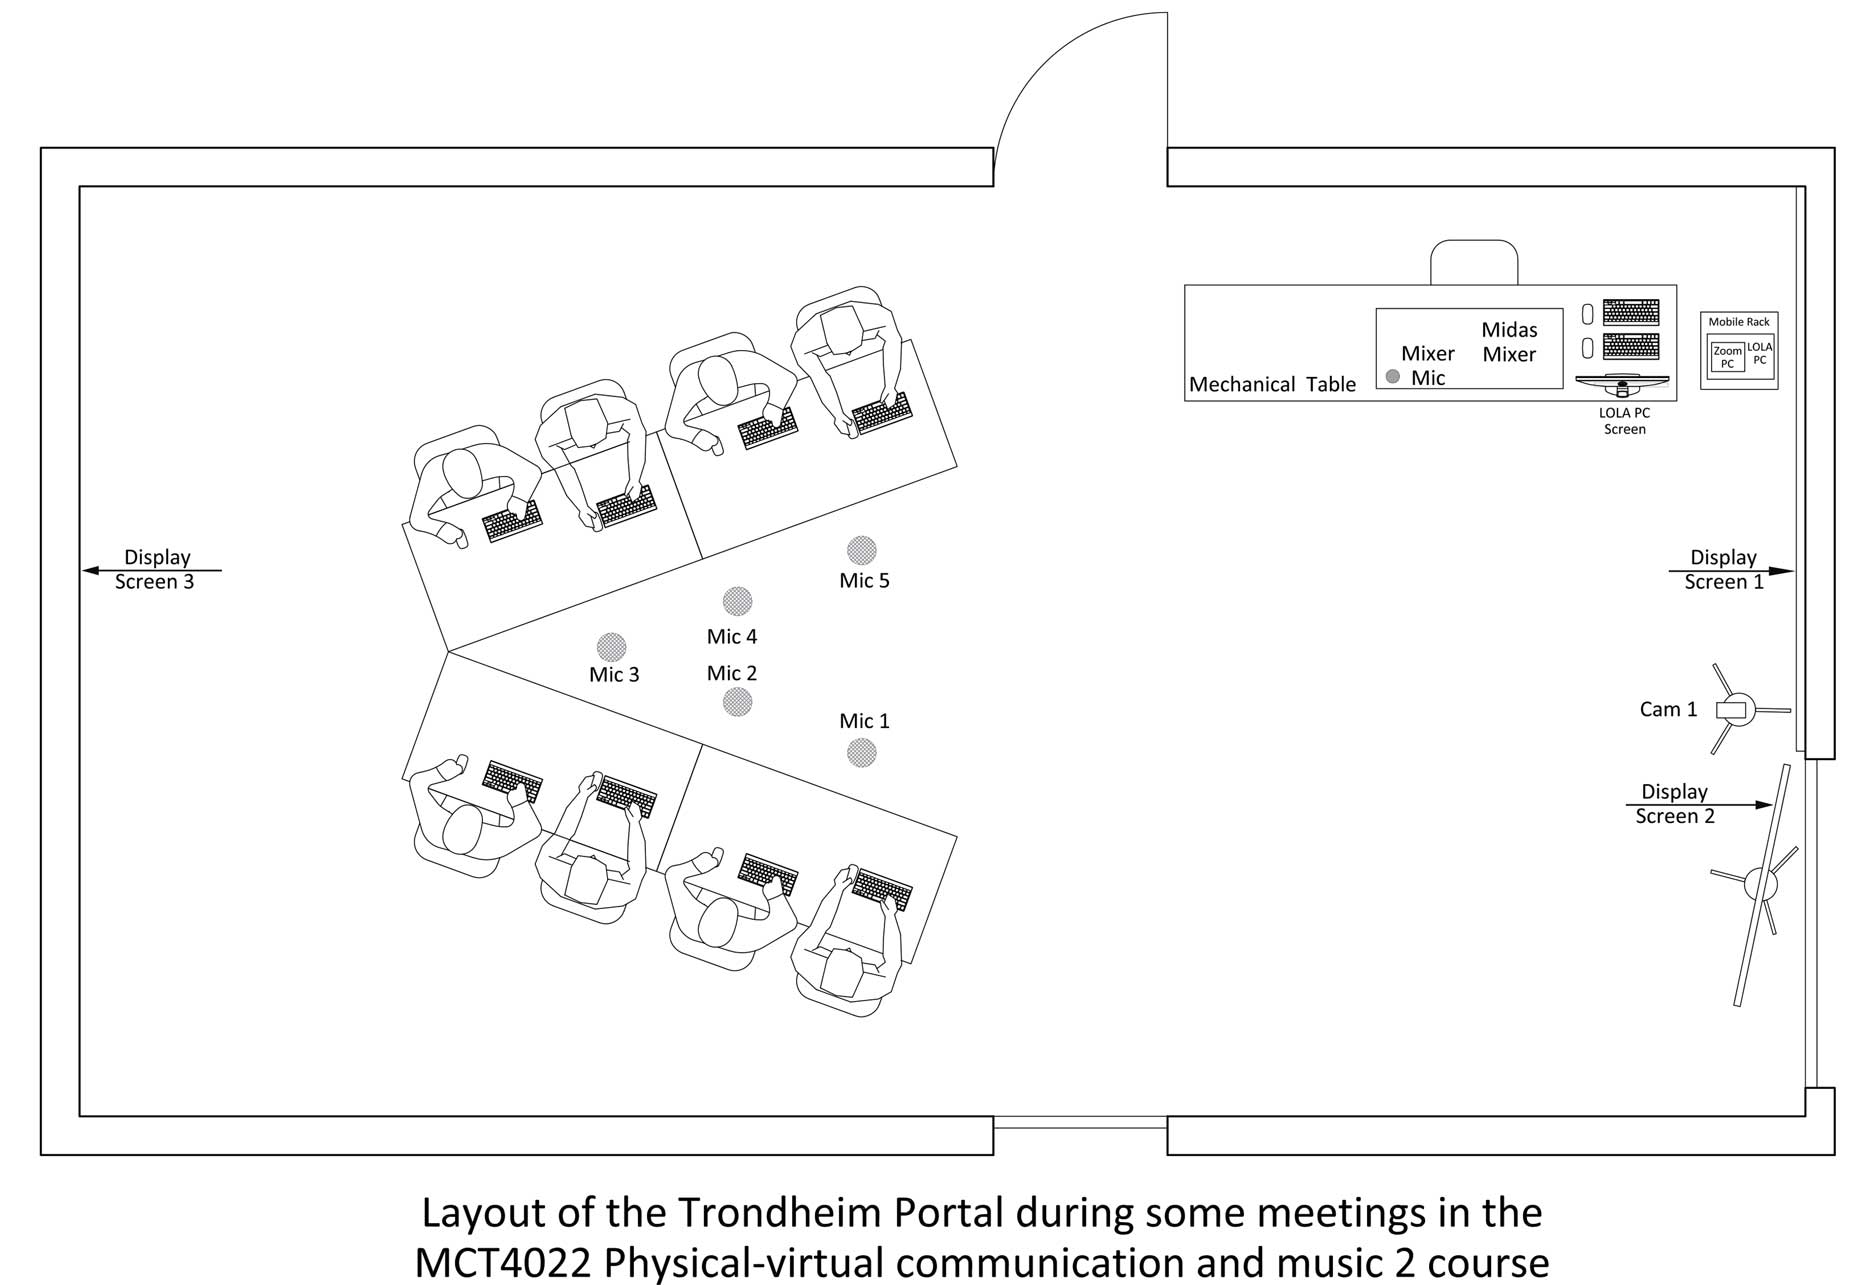 Midas
Mixer
Mixer
Mic
Mechanical Table
Mobile Rack
Zoom
PC
LOLA
PC
LOLA PC
Screen
Display
Screen 3
Display
Screen 1
Mic 5
Mic 4
Mic 3
Mic 2
Mic 1
Cam 1
Display
Screen 2
Layout of the Trondheim Portal during some meetings in the
MCT4022 Physical-virtual communication and music 2 course